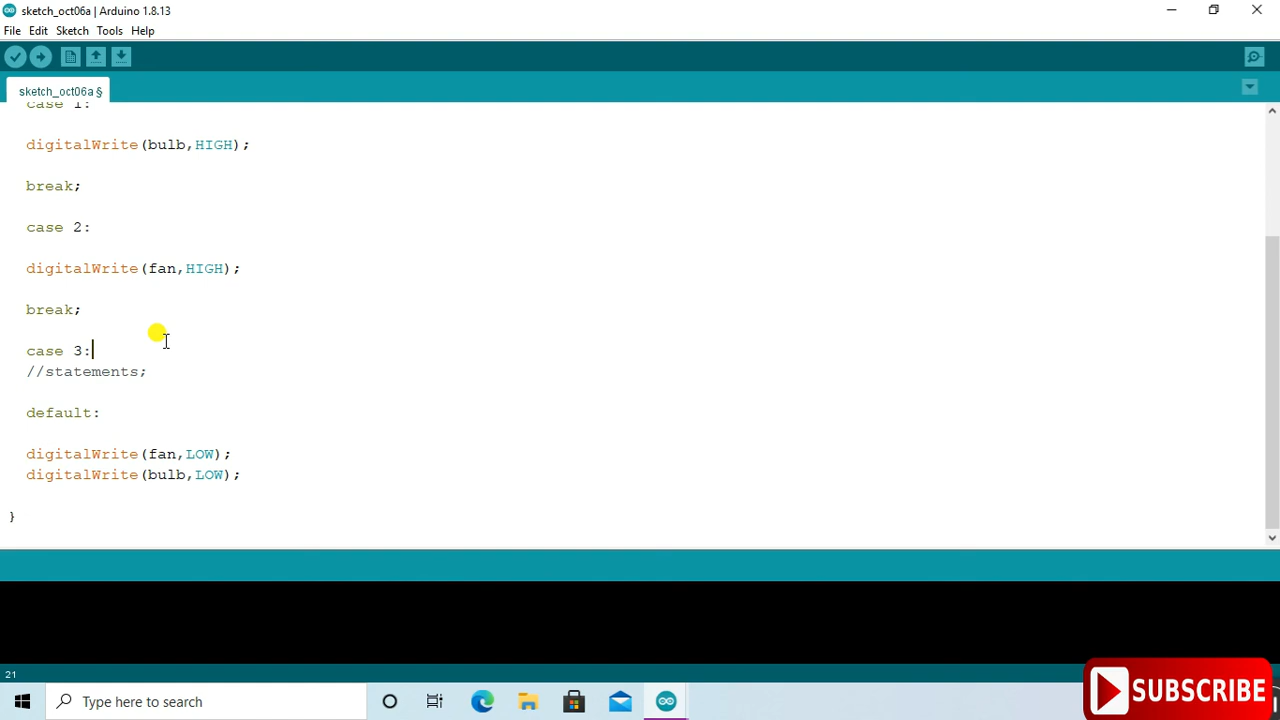 sketch_oct06a | Arduino 1.8.13
File Edit Sketch Tools Help
sketch_oct06a §
case 1:
digitalWrite(bulb,HIGH);
break;
case 2:
digitalWrite(fan,HIGH);
break;
case 3:
//statements;
default:
digitalWrite(fan,LOW);
digitalWrite(bulb,LOW);
}
21
Type here to search
SUBSCRIBE